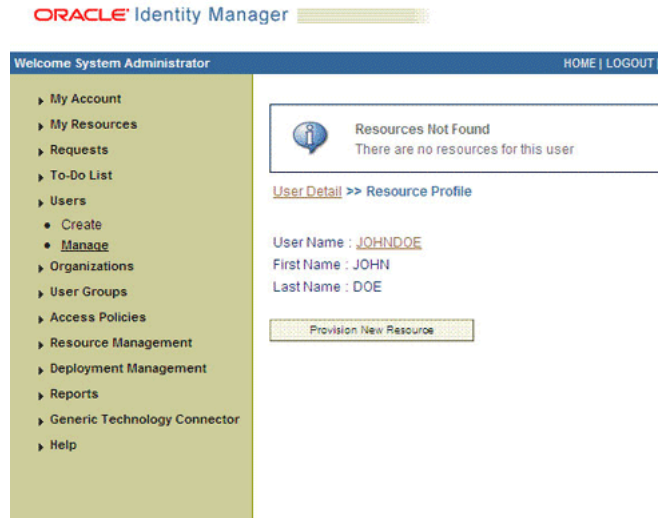 ORACLE Identity Manager
Welcome System Administrator
HOME | LOGOUT |
My Account
My Resources
Requests
To-Do List
Users
Create
Manage
Organizations
User Groups
Access Policies
Resource Management
Deployment Management
Reports
Generic Technology Connector
Help
Resources Not Found
There are no resources for this user
User Detail >> Resource Profile
User Name : JOHNDOE
First Name : JOHN
Last Name : DOE
Provision New Resource